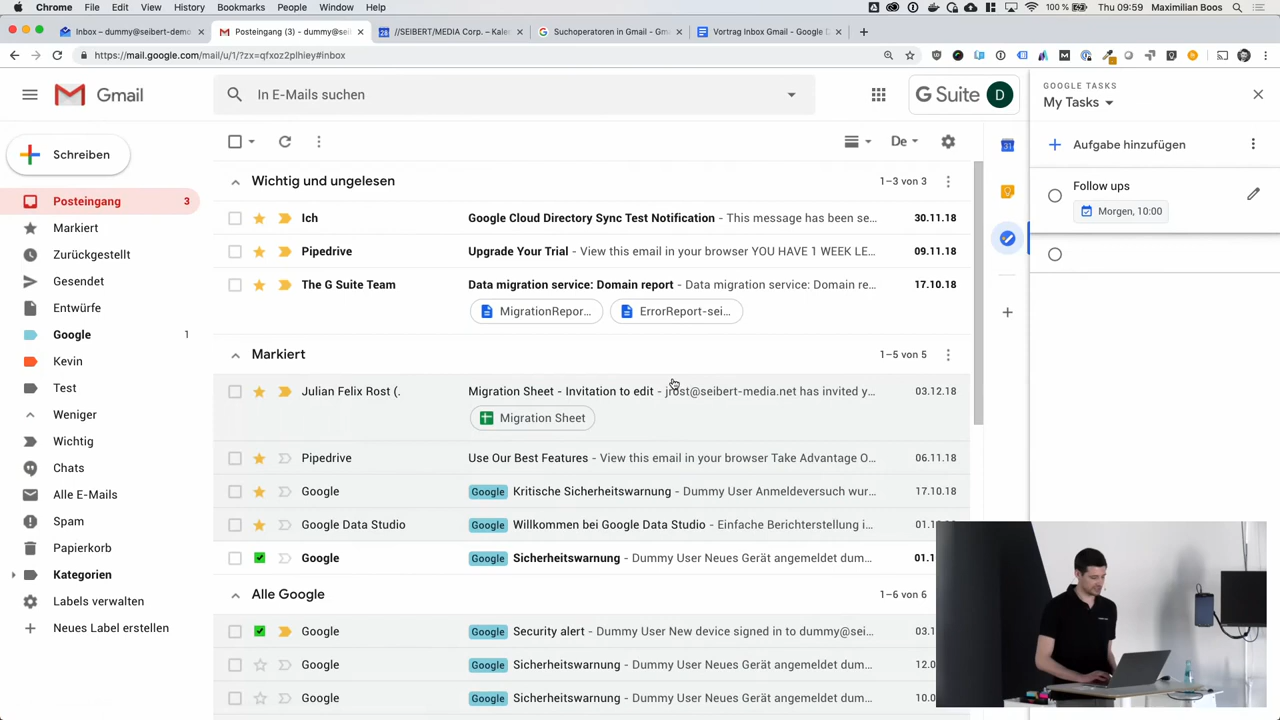 Chrome File Edit View History Bookmarks People Window Help
100 % Thu 09:59 Maximilian Boos
Inbox – dummy@seibert-demo
Posteingang (3) - dummy@sei
//SEIBERT/MEDIA Corp. – Kale
Suchoperatoren in Gmail - Gm
Vortrag Inbox Gmail - Google D
https://mail.google.com/mail/u/1/?zx=qfxoz2plhiey#inbox
Gmail
In E-Mails suchen
G Suite D
Schreiben
Posteingang 3
Markiert
Zurückgestellt
Gesendet
Entwürfe
Google 1
Kevin
Test
Weniger
Wichtig
Chats
Alle E-Mails
Spam
Papierkorb
Kategorien
Labels verwalten
Neues Label erstellen
De
Wichtig und ungelesen 1–3 von 3
Ich Google Cloud Directory Sync Test Notification - This message has been se... 30.11.18
Pipedrive Upgrade Your Trial - View this email in your browser YOU HAVE 1 WEEK LE... 09.11.18
The G Suite Team Data migration service: Domain report - Data migration service: Domain re... 17.10.18
MigrationRepor... ErrorReport-sei...
Markiert 1–5 von 5
Julian Felix Rost (. Migration Sheet - Invitation to edit - jrost@seibert-media.net has invited y... 03.12.18
Migration Sheet
Pipedrive Use Our Best Features - View this email in your browser Take Advantage O... 06.11.18
Google Google Kritische Sicherheitswarnung - Dummy User Anmeldeversuch wur... 17.10.18
Google Data Studio Google Willkommen bei Google Data Studio - Einfache Berichterstellung i...
Google Google Sicherheitswarnung - Dummy User Neues Gerät angemeldet dum...
Alle Google 1–6 von 6
Google Google Security alert - Dummy User New device signed in to dummy@sei...
Google Google Sicherheitswarnung - Dummy User Neues Gerät angemeldet dum...
Google Google Sicherheitswarnung - Dummy User Neues Gerät angemeldet dum...
31
GOOGLE TASKS
My Tasks
Aufgabe hinzufügen
Follow ups
Morgen, 10:00